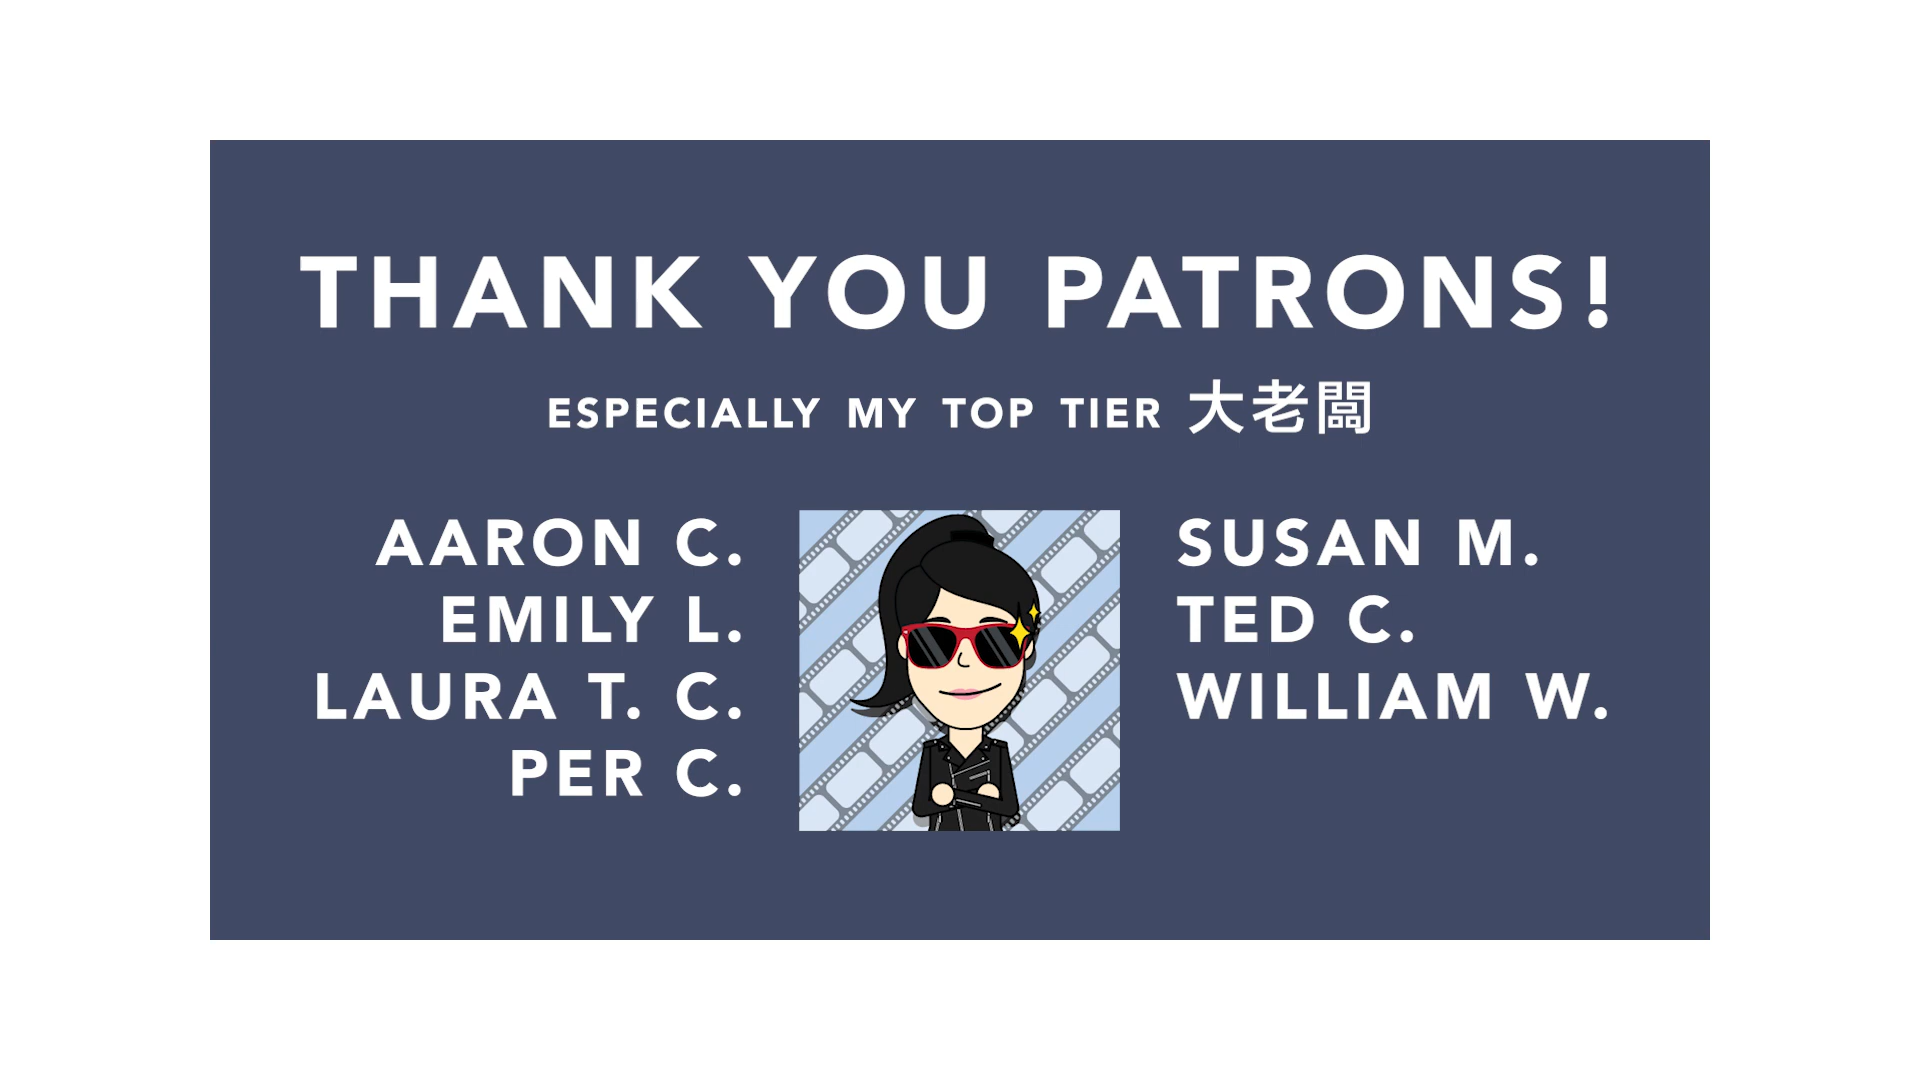 THANK YOU PATRONS!
ESPECIALLY MY TOP TIER 大老闆
AARON C.
EMILY L.
LAURA T. C.
PER C.
SUSAN M.
TED C.
WILLIAM W.